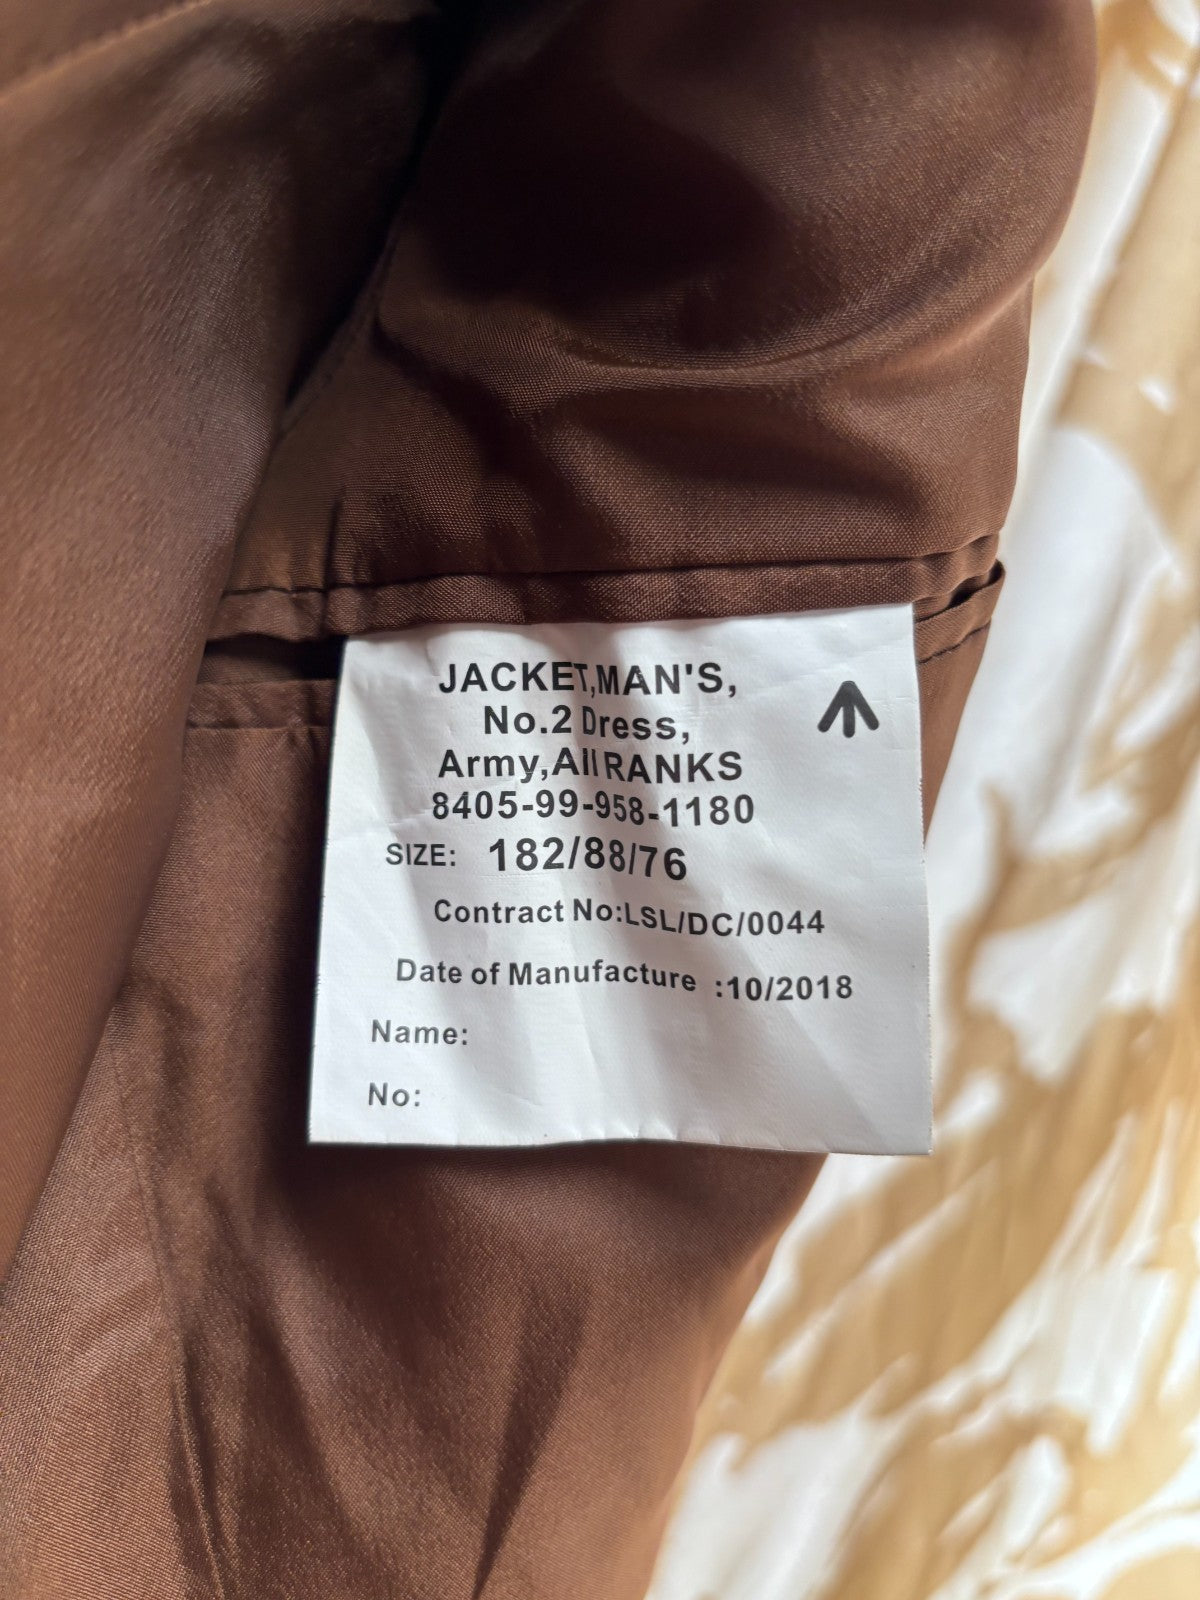 JACKET,MAN'S,
No.2 Dress,
Army,All RANKS
8405-99-958-1180
SIZE: 182/88/76
Contract No:LSL/DC/0044
Date of Manufacture :10/2018
Name:
No: